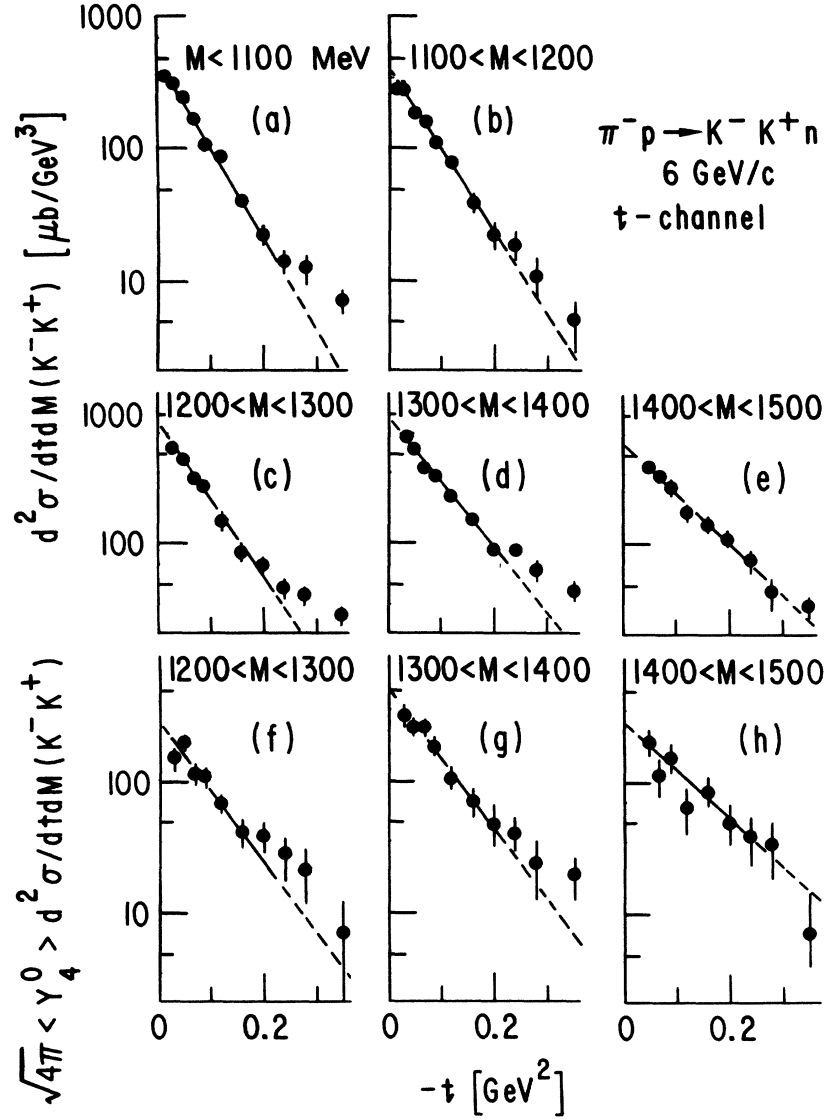 1000
100
10
M<1100 MeV
(a)
1100<M<1200
(b)
π⁻p → K⁻ K⁺n
6 GeV/c
t-channel
d²σ/dtdM(K⁻K⁺) [μb/GeV³]
1000
100
1200<M<1300
(c)
1300<M<1400
(d)
1400<M<1500
(e)
√4π <Y⁰₄> d²σ/dtdM(K⁻K⁺)
100
10
1200<M<1300
(f)
1300<M<1400
(g)
1400<M<1500
(h)
0 0.2
0 0.2
0 0.2
-t [GeV²]